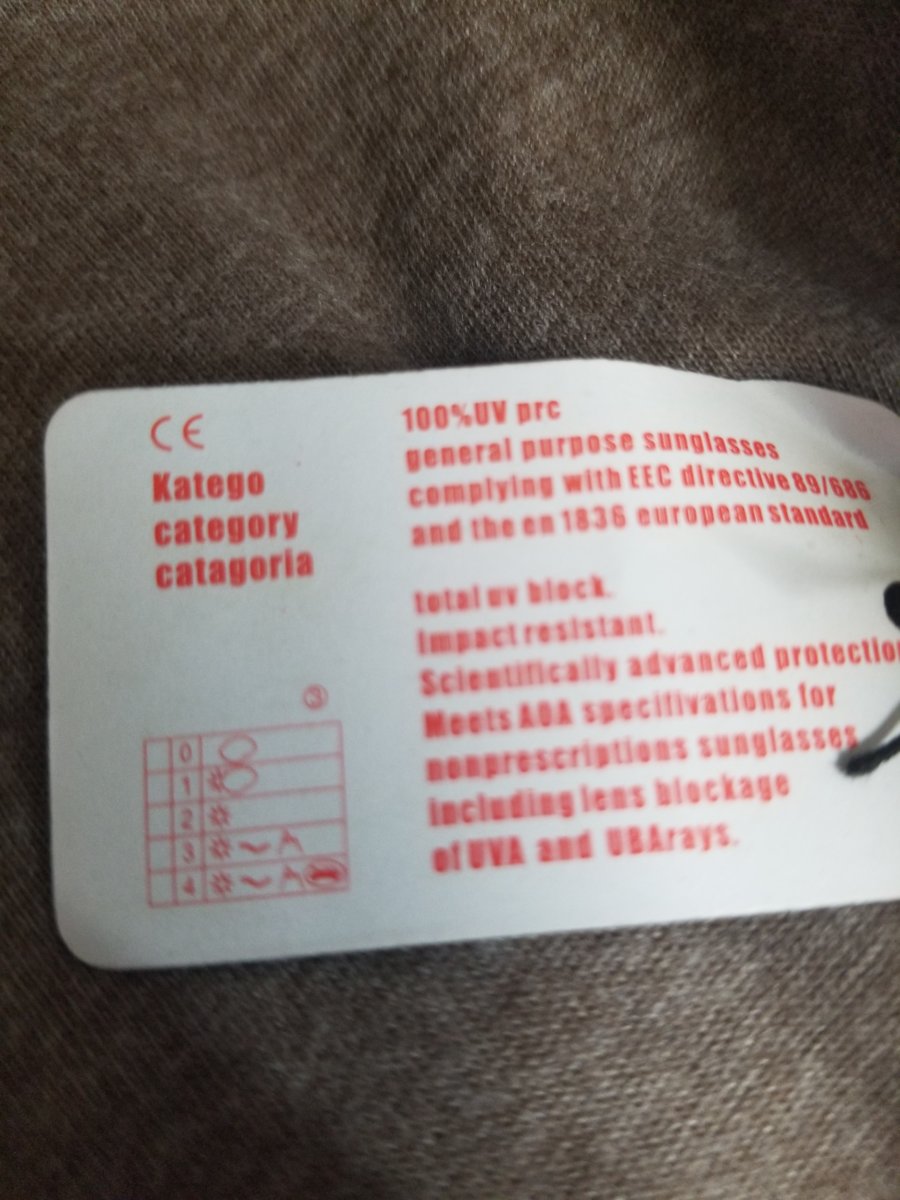 CE
Katego
category
catagoria
③
0
1
2
3
4
100%UV prc
general purpose sunglasses
complying with EEC directive 89/686
and the en 1836 european standard
total uv block.
Impact resistant.
Scientifically advanced protection
Meets AOA specifivations for
nonprescriptions sunglasses
Including lens blockage
of UVA and UBArays.